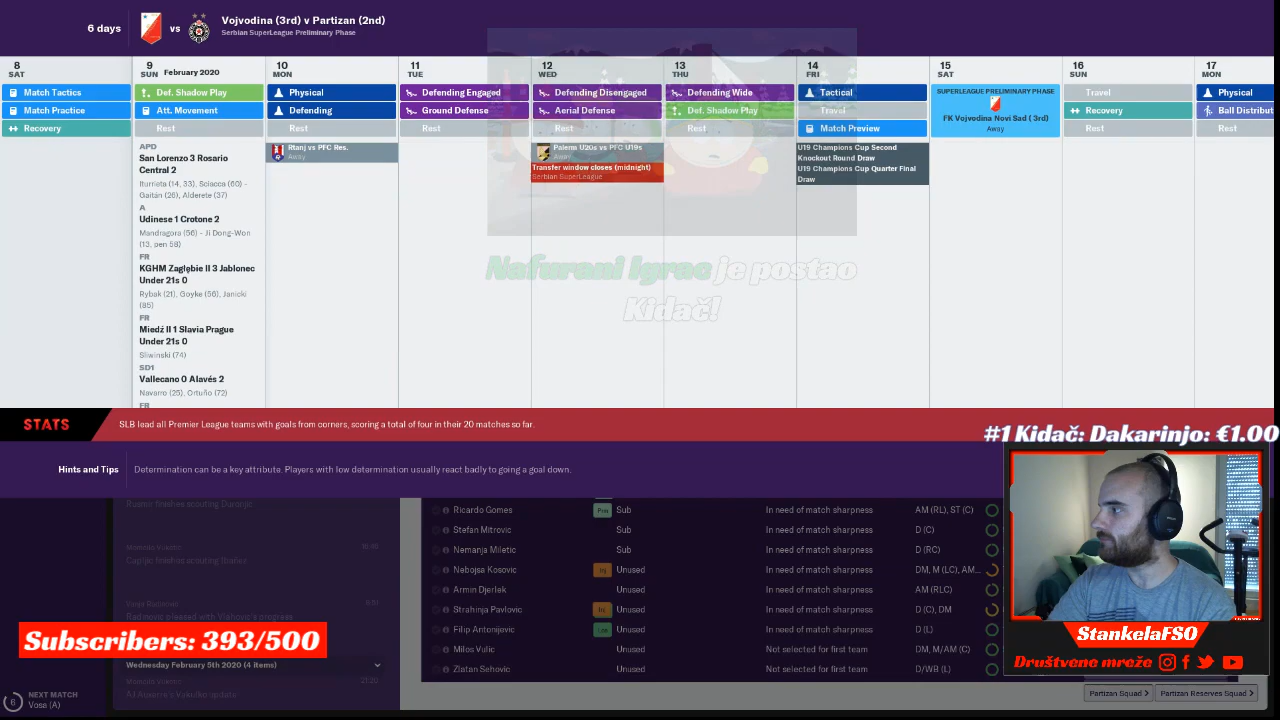 6 days
vs
Vojvodina (3rd) v Partizan (2nd)
Serbian SuperLeague Preliminary Phase
8
SAT
9
SUN February 2020
10
MON
11
TUE
12
WED
13
THU
14
FRI
15
SAT
16
SUN
17
MON
Match Tactics
Def. Shadow Play
Physical
Defending Engaged
Defending Disengaged
Defending Wide
Tactical
Travel
Physical
Match Practice
Att. Movement
Defending
Ground Defense
Aerial Defense
Def. Shadow Play
Travel
Recovery
Ball Distribut
Recovery
Rest
Rest
Rest
Rest
Rest
Match Preview
Rest
Rest
SUPERLEAGUE PRELIMINARY PHASE
FK Vojvodina Novi Sad ( 3rd)
Away
APD
San Lorenzo 3 Rosario
Central 2
Iturrieta (14, 33), Sciacca (60) -
Gaitán (26), Alderete (37)
A
Udinese 1 Crotone 2
Mandragora (56) - Ji Dong-Won
(13, pen 58)
FR
KGHM Zagłębie II 3 Jablonec
Under 21s 0
Rybak (21), Goyke (56), Janicki
(85)
FR
Miedź II 1 Slavia Prague
Under 21s 0
Sliwinski (74)
SD1
Vallecano 0 Alavés 2
Navarro (25), Ortuño (72)
FR
Rtanj vs PFC Res.
Away
Palerm U20s vs PFC U19s
Away
Transfer window closes (midnight)
Serbian SuperLeague
U19 Champions Cup Second
Knockout Round Draw
U19 Champions Cup Quarter Final
Draw
Nafurani Igrac je postao
Kidač!
STATS
SLB lead all Premier League teams with goals from corners, scoring a total of four in their 20 matches so far.
#1 Kidač: Dakarinjo: €1.00
Hints and Tips
Determination can be a key attribute. Players with low determination usually react badly to going a goal down.
Ricardo Gomes Sub In need of match sharpness AM (RL), ST (C)
Stefan Mitrovic Sub In need of match sharpness D (C)
Nemanja Miletic Sub In need of match sharpness D (RC)
Nebojsa Kosovic Inj Unused In need of match sharpness DM, M (LC), AM...
Armin Djerlek Unused In need of match sharpness AM (RLC)
Strahinja Pavlovic Unused In need of match sharpness D (C), DM
Filip Antonijevic Unused In need of match sharpness D (L)
Milos Vulic Unused Not selected for first team DM, M/AM (C)
Zlatan Sehovic Unused Not selected for first team D/WB (L)
Subscribers: 393/500
Wednesday February 5th 2020 (4 items)
6
NEXT MATCH
Vosa (A)
StankelaFSO
Društvene mreže
Partizan Squad >
Partizan Reserves Squad >